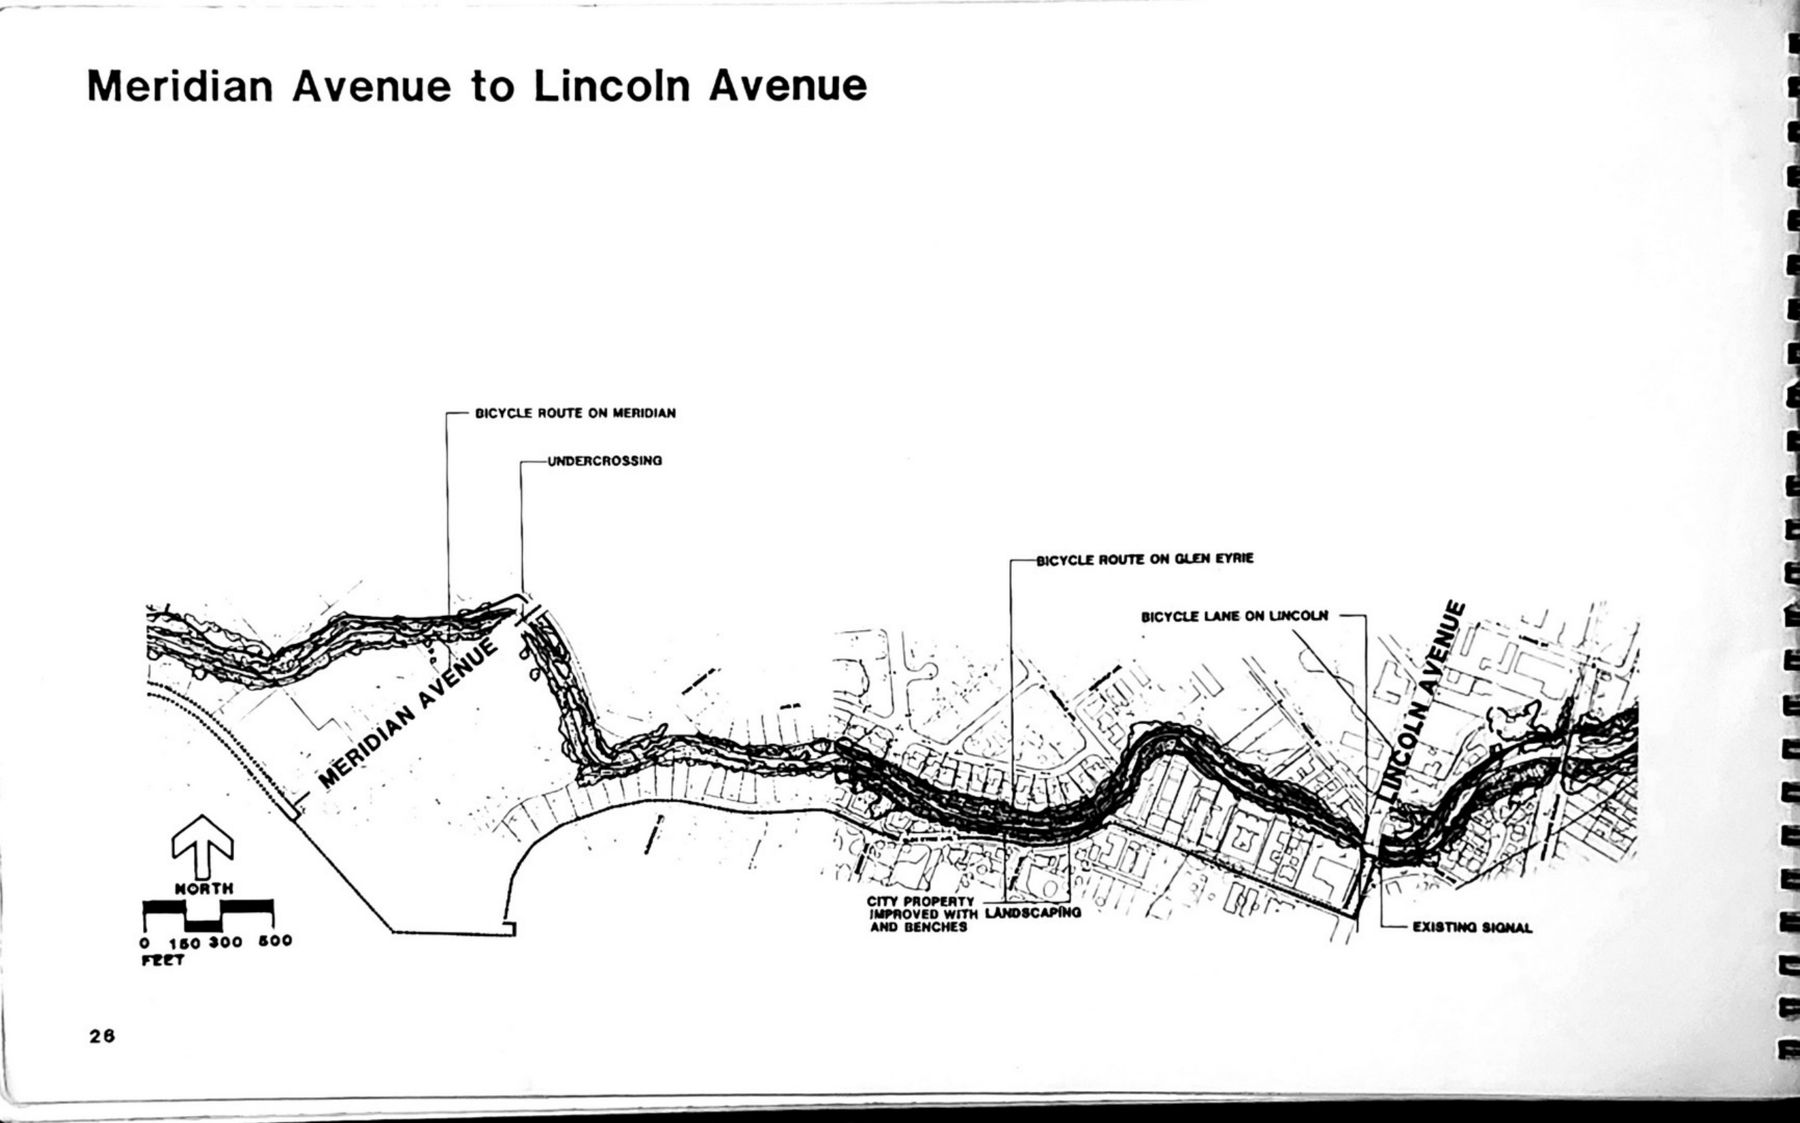 Meridian Avenue to Lincoln Avenue
BICYCLE ROUTE ON MERIDIAN
UNDERCROSSING
BICYCLE ROUTE ON GLEN EYRIE
BICYCLE LANE ON LINCOLN
MERIDIAN AVENUE
LINCOLN AVENUE
CITY PROPERTY
IMPROVED WITH LANDSCAPING
AND BENCHES
EXISTING SIGNAL
NORTH
0 150 300 600
FEET
26